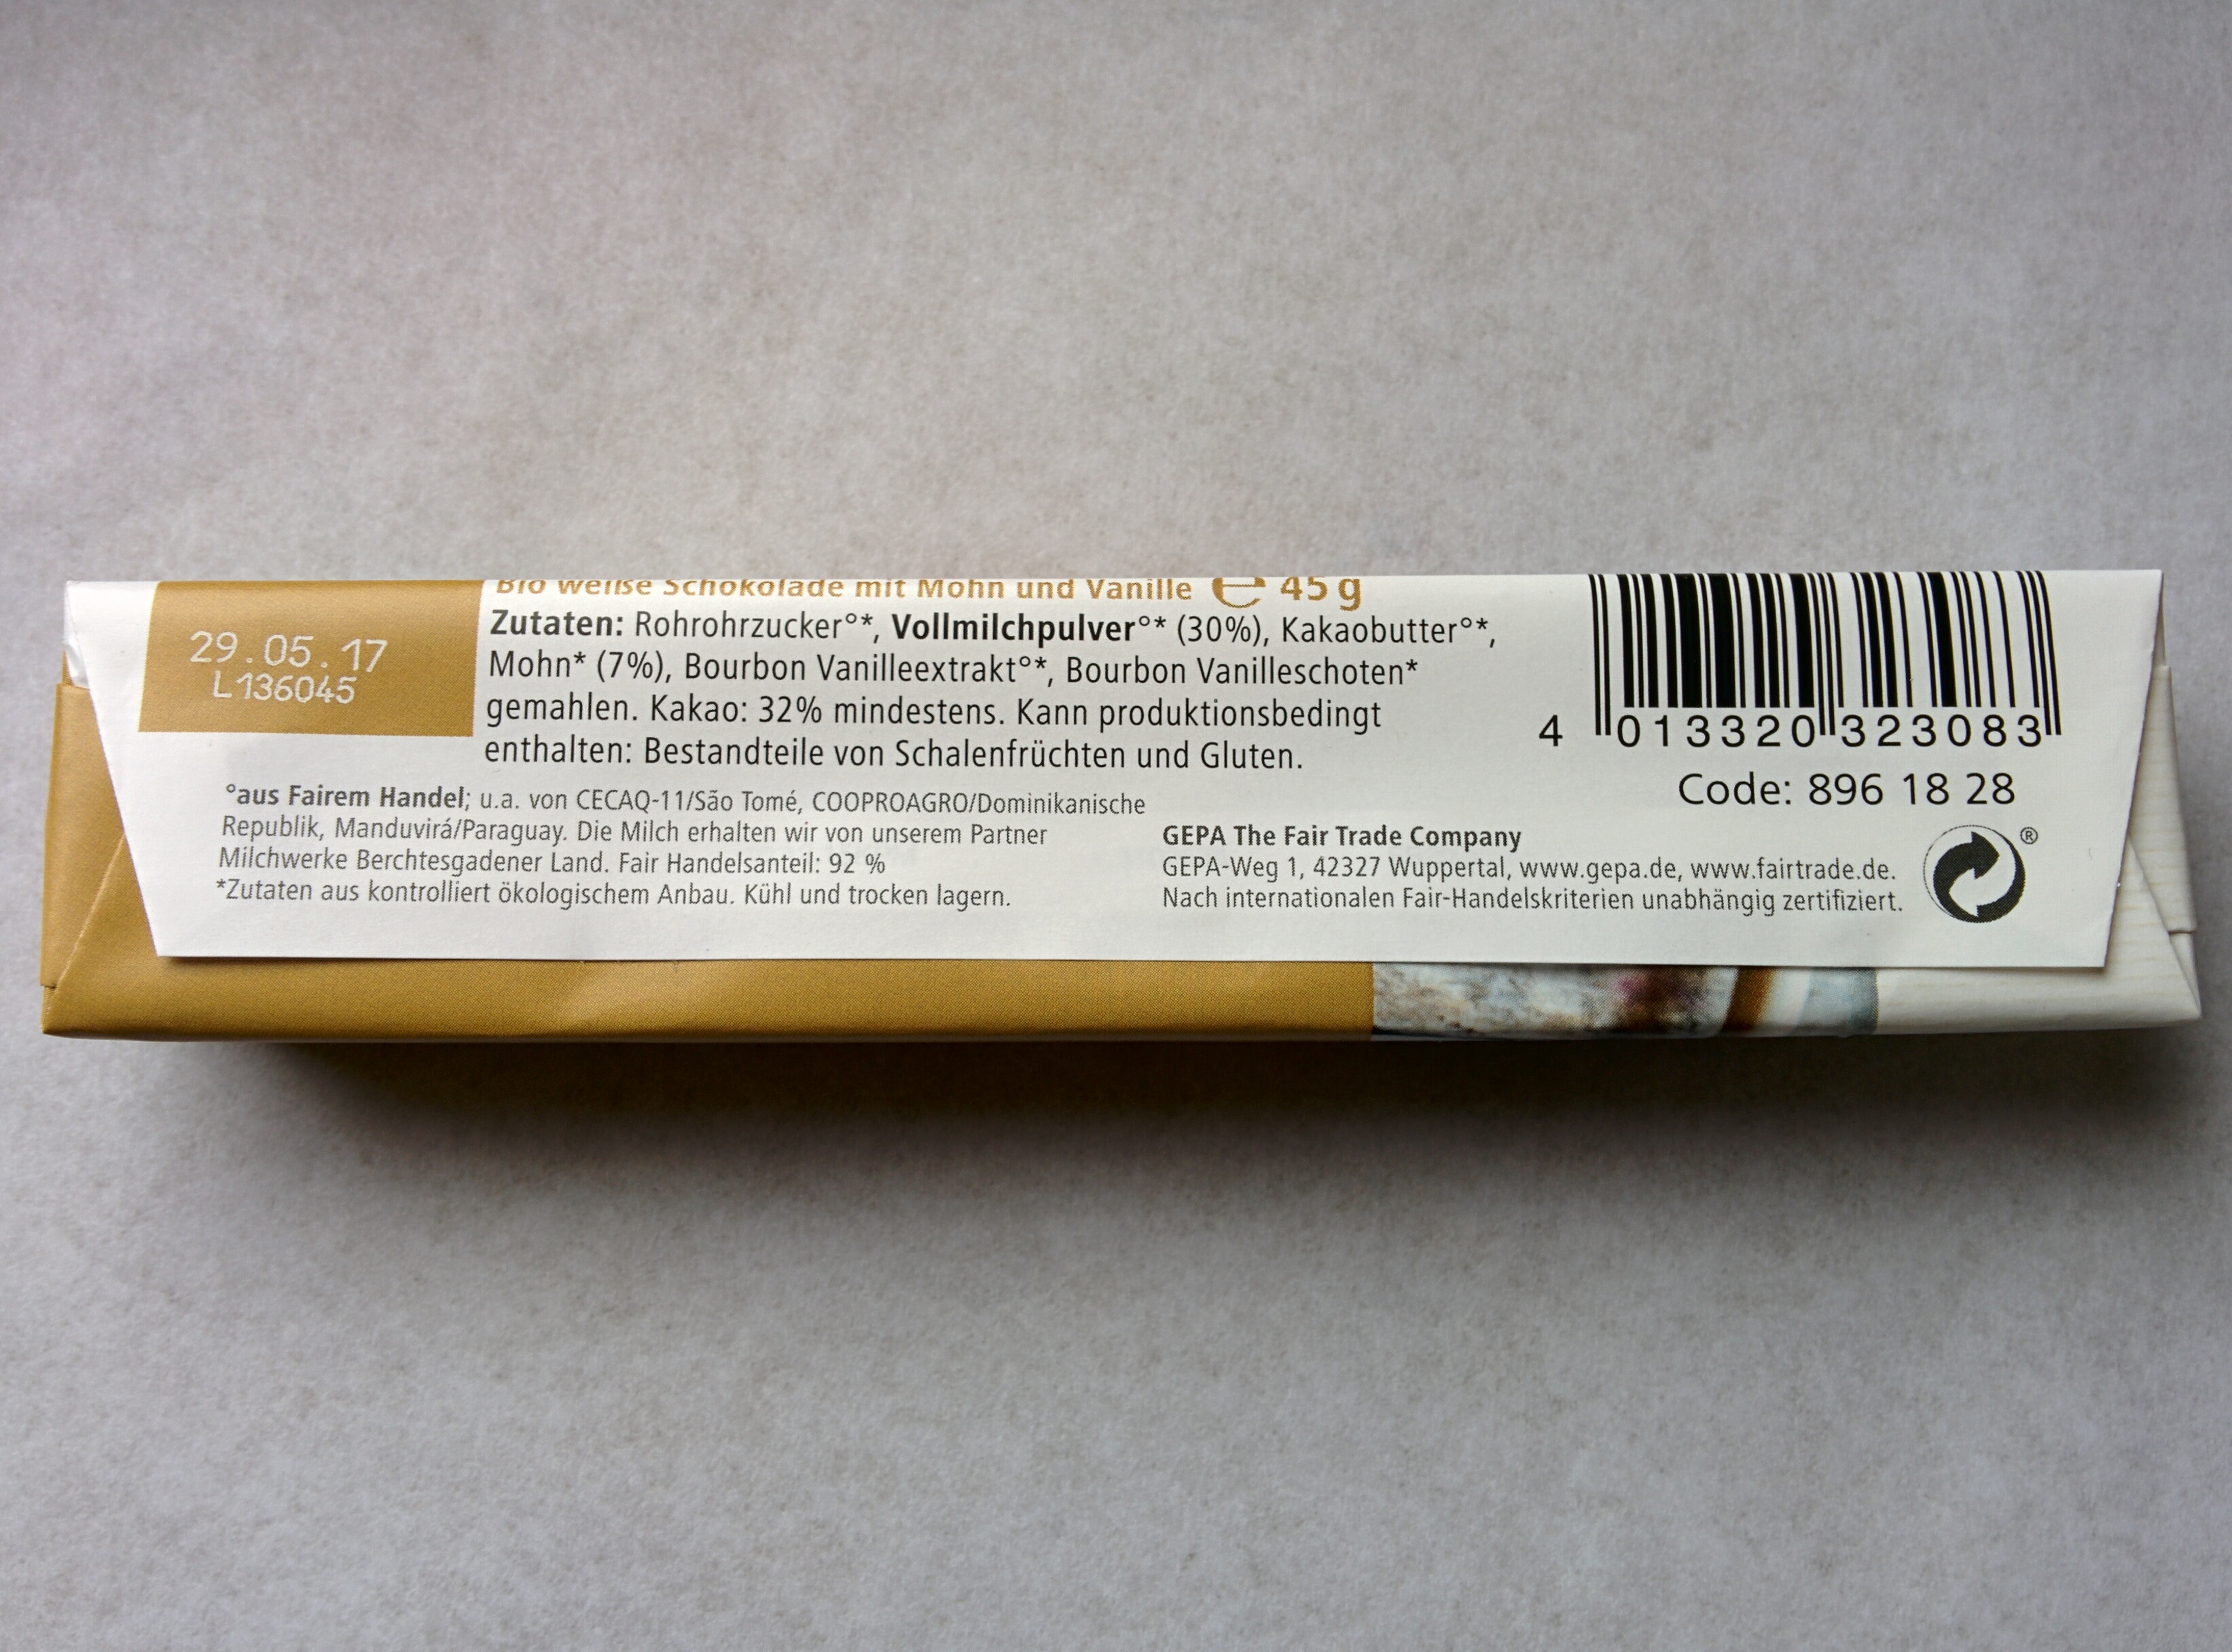 Bio weiße Schokolade mit Mohn und Vanille ℮ 45 g
29.05.17
L136045
Zutaten: Rohrohrzucker°*, Vollmilchpulver°* (30%), Kakaobutter°*,
Mohn* (7%), Bourbon Vanilleextrakt°*, Bourbon Vanilleschoten*
gemahlen. Kakao: 32% mindestens. Kann produktionsbedingt
enthalten: Bestandteile von Schalenfrüchten und Gluten.
°aus Fairem Handel; u.a. von CECAQ-11/São Tomé, COOPROAGRO/Dominikanische
Republik, Manduvirá/Paraguay. Die Milch erhalten wir von unserem Partner
Milchwerke Berchtesgadener Land. Fair Handelsanteil: 92 %
*Zutaten aus kontrolliert ökologischem Anbau. Kühl und trocken lagern.
4 013320 323083
Code: 896 18 28
GEPA The Fair Trade Company
GEPA-Weg 1, 42327 Wuppertal, www.gepa.de, www.fairtrade.de.
Nach internationalen Fair-Handelskriterien unabhängig zertifiziert.
®